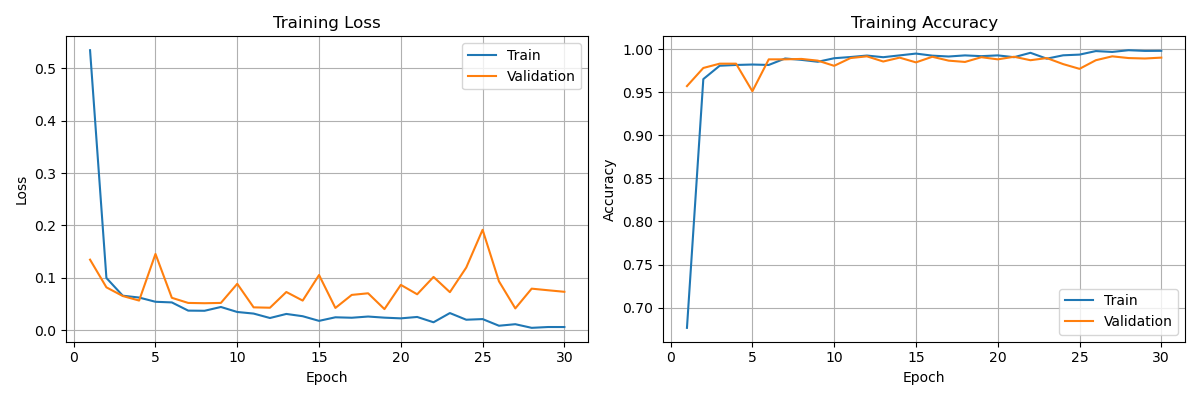 Training Loss
Train
Validation
0.5
0.4
0.3
0.2
0.1
0.0
Loss
0 5 10 15 20 25 30
Epoch
Training Accuracy
1.00
0.95
0.90
0.85
0.80
0.75
0.70
Accuracy
Train
Validation
0 5 10 15 20 25 30
Epoch